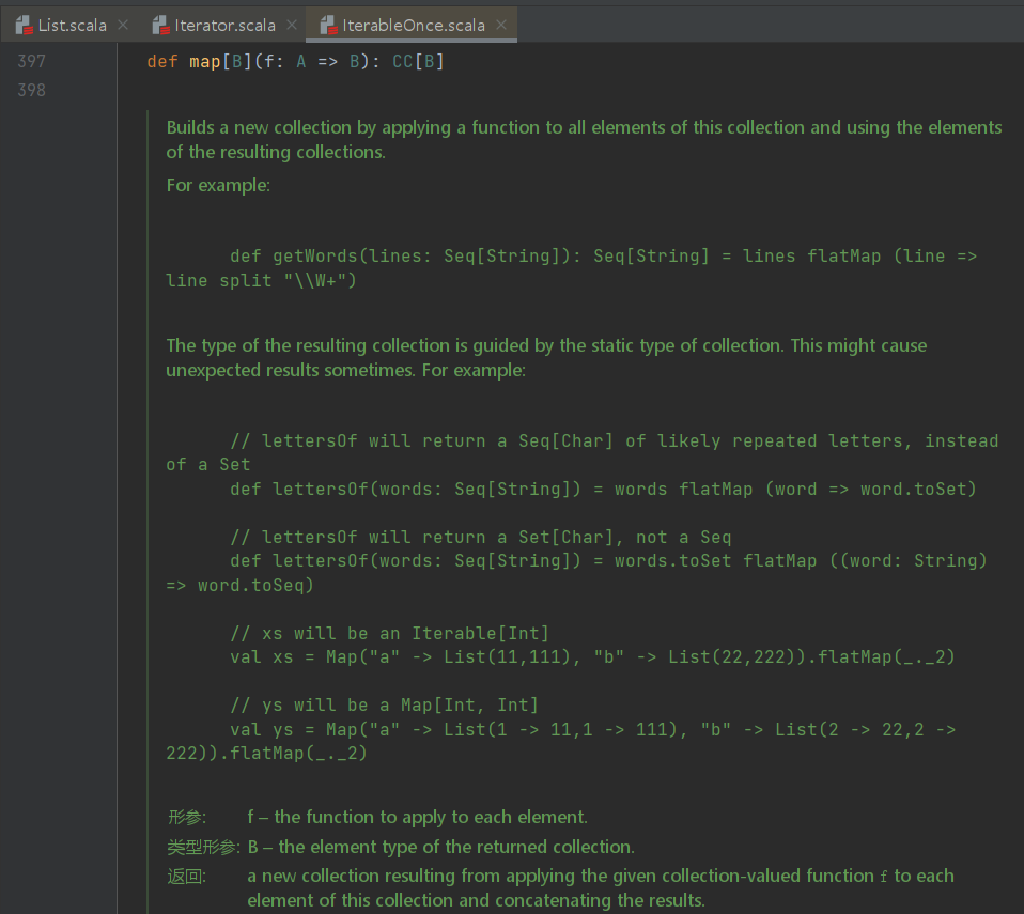 List.scala × Iterator.scala × IterableOnce.scala ×
397 def map[B](f: A => B): CC[B]
398
Builds a new collection by applying a function to all elements of this collection and using the elements
of the resulting collections.
For example:
def getWords(lines: Seq[String]): Seq[String] = lines flatMap (line =>
line split "\\W+")
The type of the resulting collection is guided by the static type of collection. This might cause
unexpected results sometimes. For example:
// lettersOf will return a Seq[Char] of likely repeated letters, instead
of a Set
def lettersOf(words: Seq[String]) = words flatMap (word => word.toSet)
// lettersOf will return a Set[Char], not a Seq
def lettersOf(words: Seq[String]) = words.toSet flatMap ((word: String)
=> word.toSeq)
// xs will be an Iterable[Int]
val xs = Map("a" -> List(11,111), "b" -> List(22,222)).flatMap(_._2)
// ys will be a Map[Int, Int]
val ys = Map("a" -> List(1 -> 11,1 -> 111), "b" -> List(2 -> 22,2 ->
222)).flatMap(_._2)
形参: f – the function to apply to each element.
类型形参: B – the element type of the returned collection.
返回: a new collection resulting from applying the given collection-valued function f to each
element of this collection and concatenating the results.